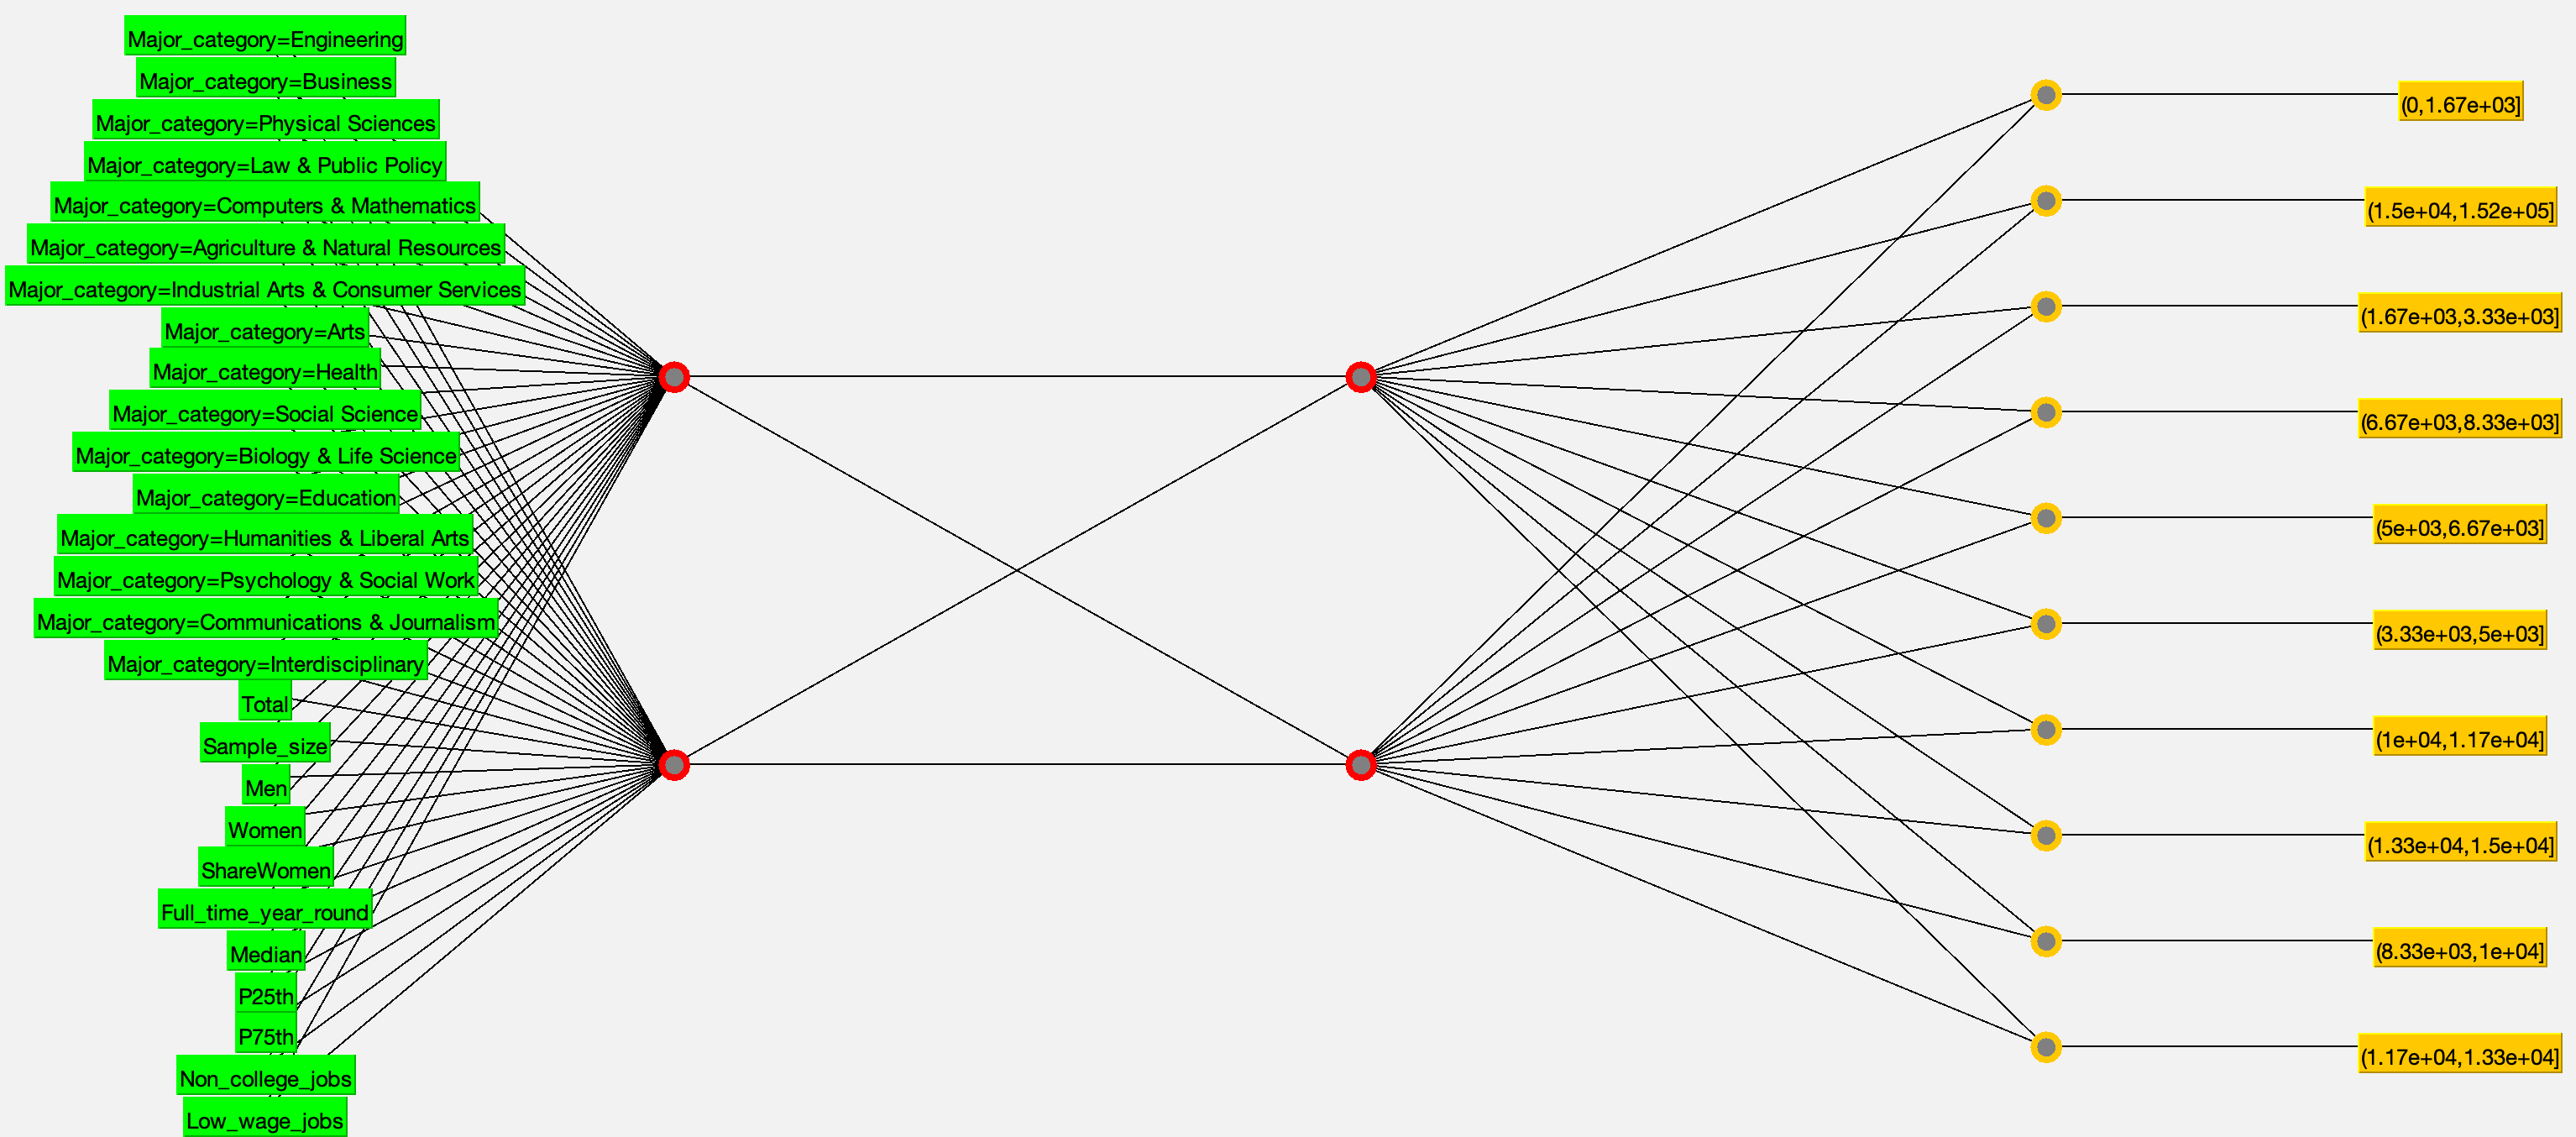 Major_category=Engineering
Major_category=Business
Major_category=Physical Sciences
Major_category=Law & Public Policy
Major_category=Computers & Mathematics
Major_category=Agriculture & Natural Resources
Major_category=Industrial Arts & Consumer Services
Major_category=Arts
Major_category=Health
Major_category=Social Science
Major_category=Biology & Life Science
Major_category=Education
Major_category=Humanities & Liberal Arts
Major_category=Psychology & Social Work
Major_category=Communications & Journalism
Major_category=Interdisciplinary
Total
Sample_size
Men
Women
ShareWomen
Full_time_year_round
Median
P25th
P75th
Non_college_jobs
Low_wage_jobs
(0,1.67e+03]
(1.5e+04,1.52e+05]
(1.67e+03,3.33e+03]
(6.67e+03,8.33e+03]
(5e+03,6.67e+03]
(3.33e+03,5e+03]
(1e+04,1.17e+04]
(1.33e+04,1.5e+04]
(8.33e+03,1e+04]
(1.17e+04,1.33e+04]